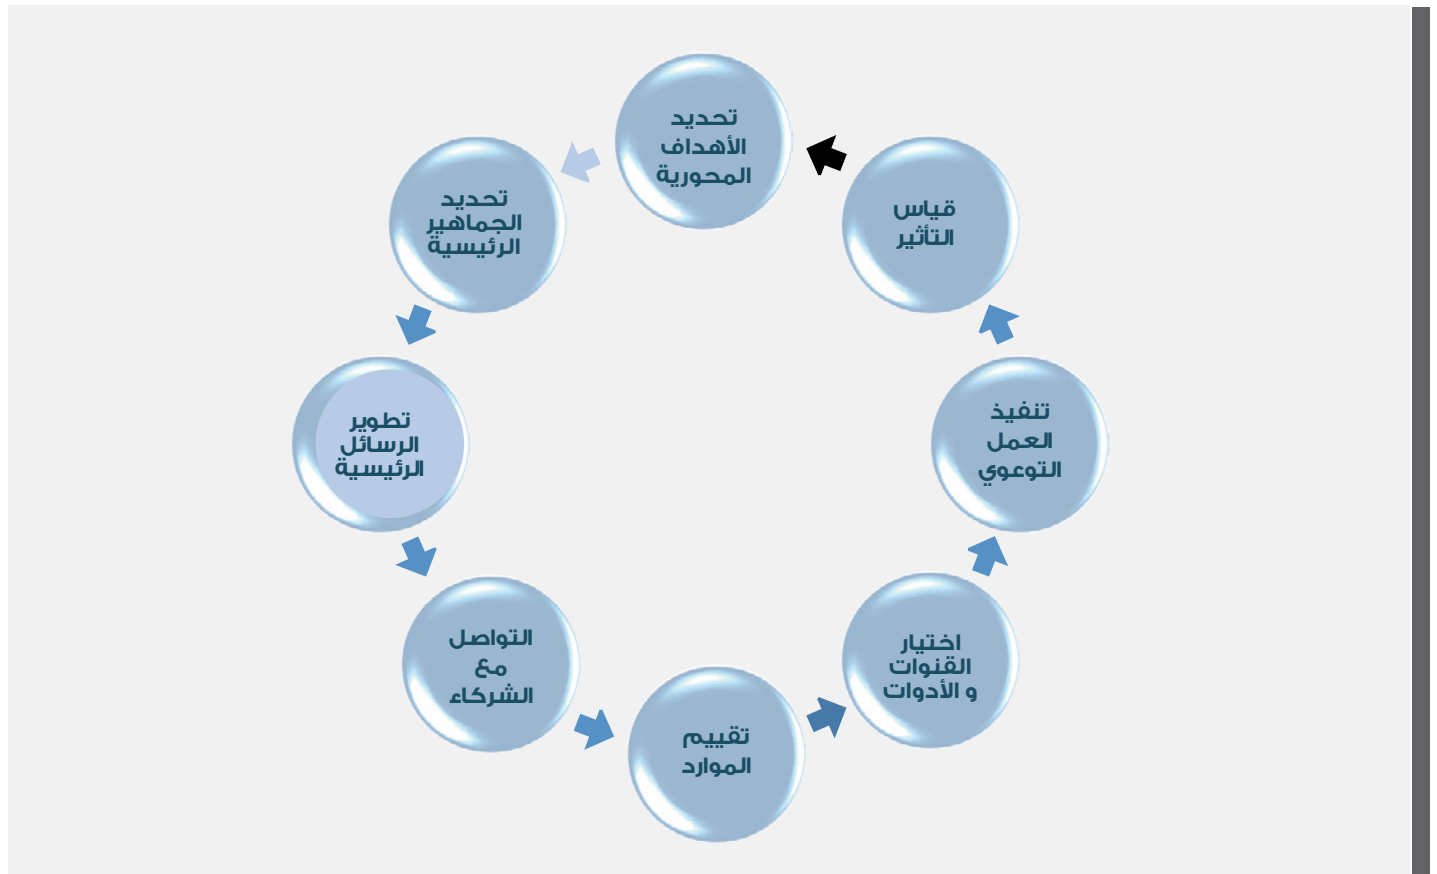 تحديد
الأهداف
المحورية
تحديد
الجماهير
الرئيسية
تطوير
الرسائل
الرئيسية
التواصل
مع
الشركاء
تقييم
الموارد
اختيار
القنوات
و الأدوات
تنفيذ
العمل
التوعوي
قياس
التأثير